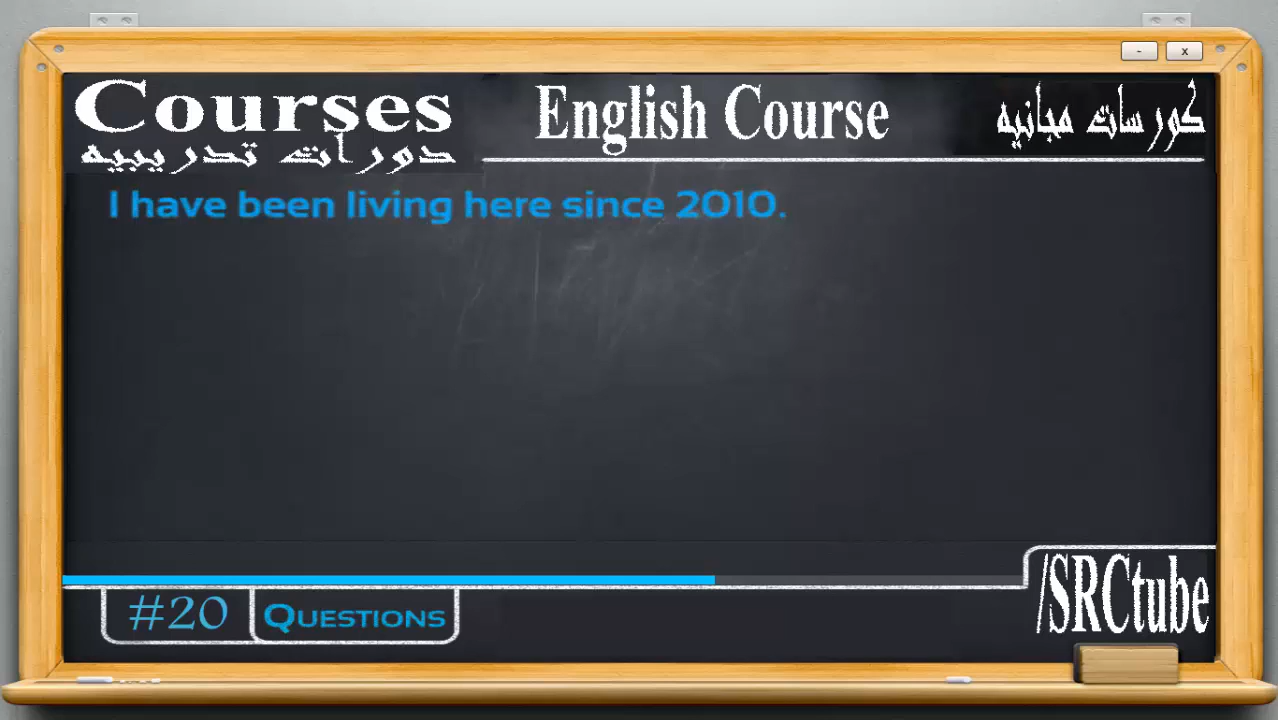 - x
Courses
English Course
كورسات مجانيه
دورات تدريبيه
I have been living here since 2010.
#20 Questions
/SRCtube